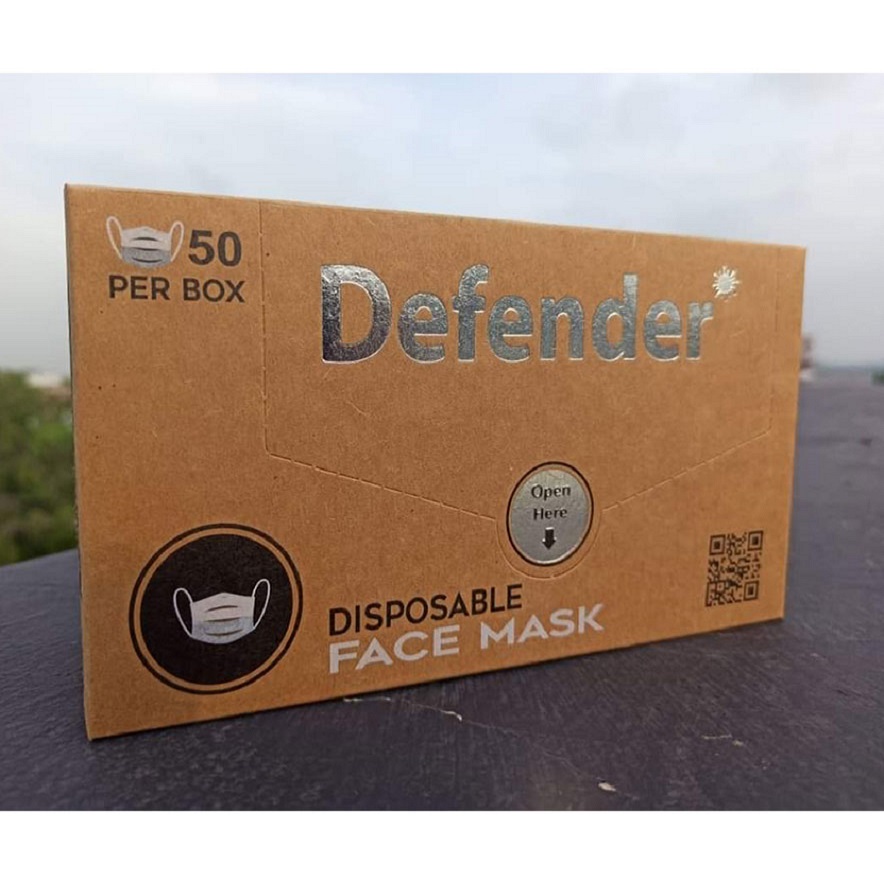 50
PER BOX
Defender
Open
Here
DISPOSABLE
FACE MASK